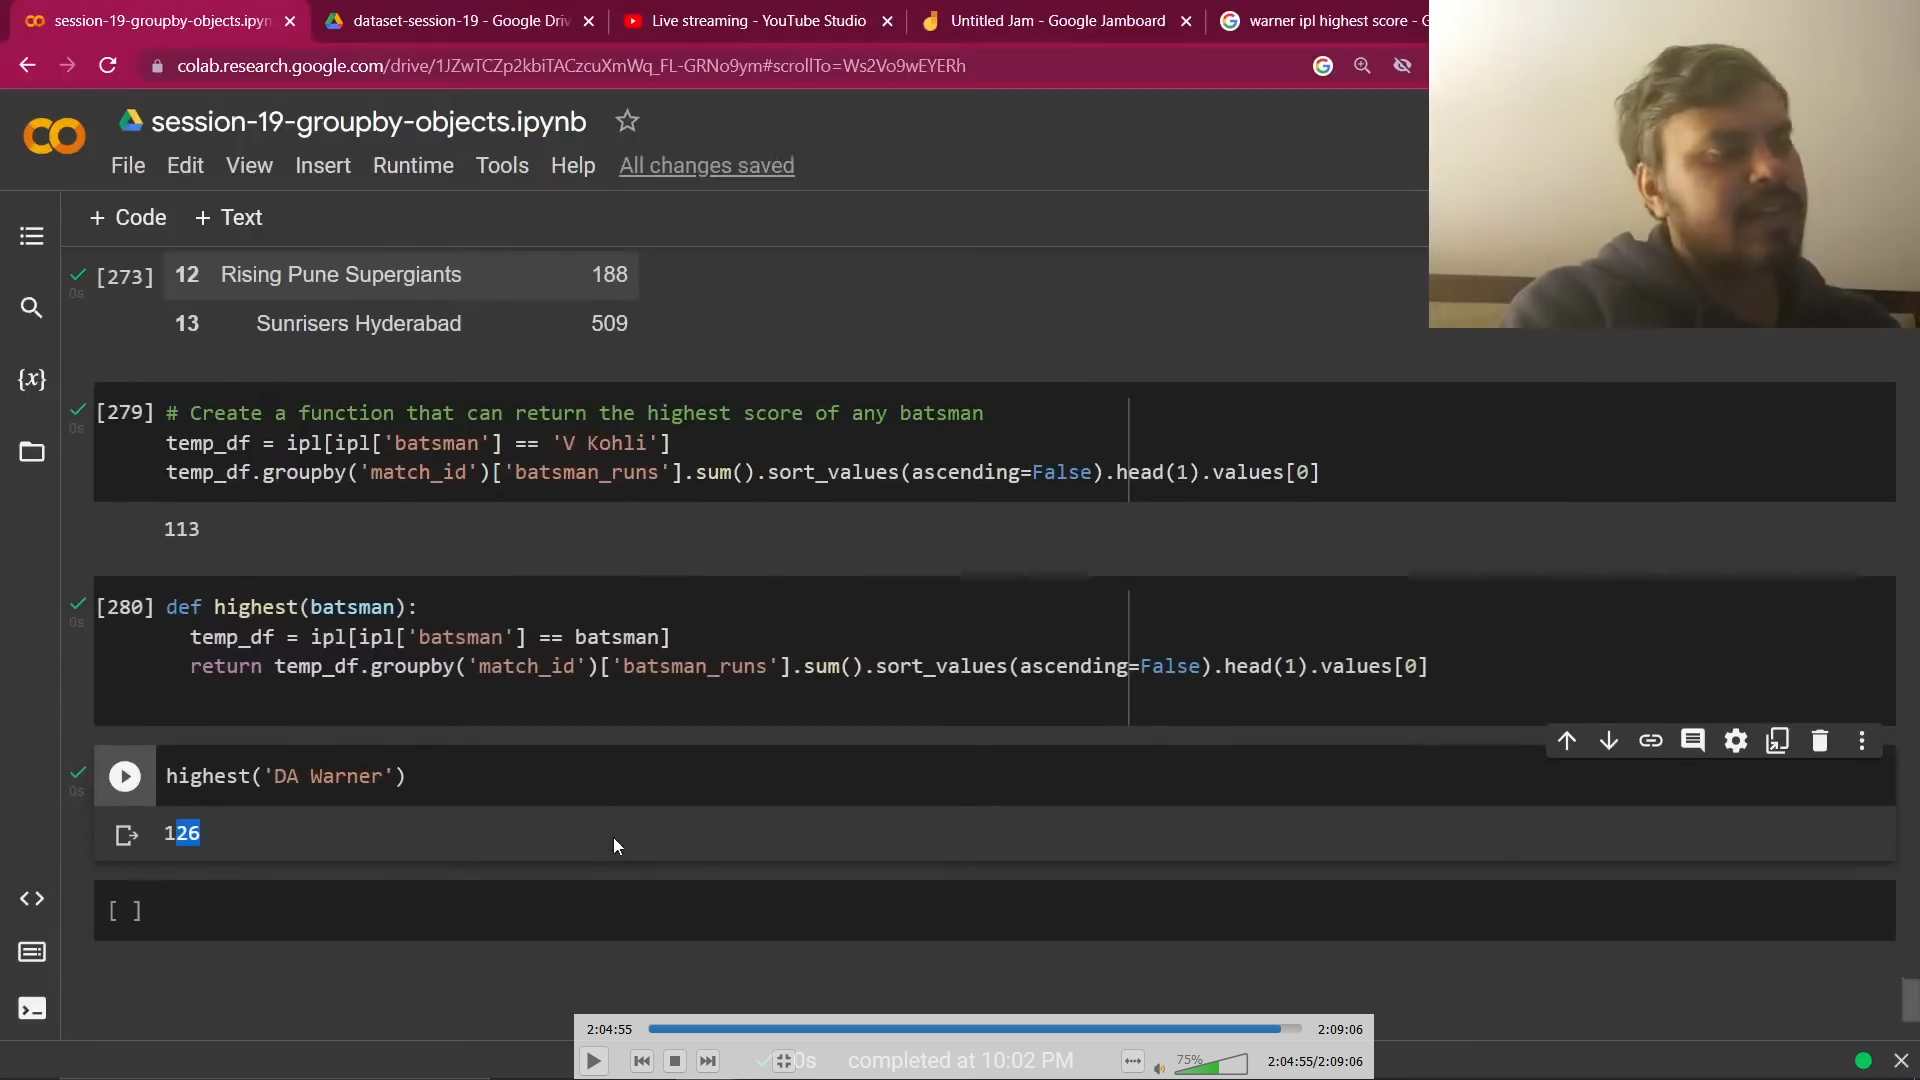 session-19-groupby-objects.ipyn
dataset-session-19 - Google Driv
Live streaming - YouTube Studio
Untitled Jam - Google Jamboard
warner ipl highest score - G
colab.research.google.com/drive/1JZwTCZp2kbiTACzcuXmWq_FL-GRNo9ym#scrollTo=Ws2Vo9wEYERh
session-19-groupby-objects.ipynb
File Edit View Insert Runtime Tools Help All changes saved
+ Code + Text
[273] 12 Rising Pune Supergiants 188
0s
13 Sunrisers Hyderabad 509
[279] # Create a function that can return the highest score of any batsman
0s
temp_df = ipl[ipl['batsman'] == 'V Kohli']
temp_df.groupby('match_id')['batsman_runs'].sum().sort_values(ascending=False).head(1).values[0]
113
[280] def highest(batsman):
0s
temp_df = ipl[ipl['batsman'] == batsman]
return temp_df.groupby('match_id')['batsman_runs'].sum().sort_values(ascending=False).head(1).values[0]
highest('DA Warner')
0s
126
[ ]
2:04:55 2:09:06
0s completed at 10:02 PM 75% 2:04:55/2:09:06